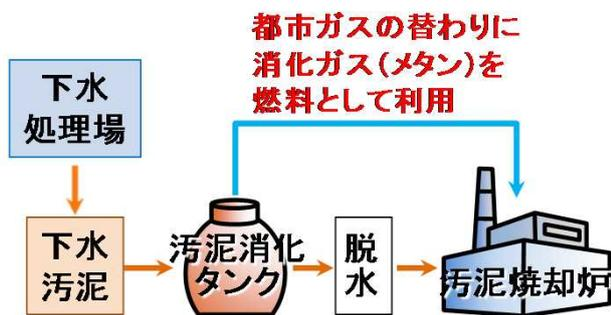 都市ガスの替わりに
消化ガス(メタン)を
燃料として利用
下水
処理場
下水
汚泥
汚泥消化
タンク
脱
水
汚泥焼却炉